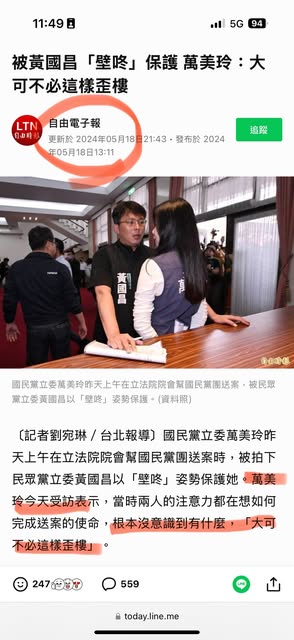 11:49
5G
94
被黃國昌「壁咚」保護 萬美玲：大
可不必這樣歪樓
LTN
自由時報
自由電子報
更新於 2024年05月18日21:43・發布於 2024
年05月18日13:11
追蹤
黃國昌
自由時報
國民黨立委萬美玲昨天上午在立法院院會幫國民黨團送案，被民眾
黨立委黃國昌以「壁咚」姿勢保護。(資料照)
〔記者劉宛琳／台北報導〕國民黨立委萬美玲昨
天上午在立法院院會幫國民黨團送案時，被拍下
民眾黨立委黃國昌以「壁咚」姿勢保護她。萬美
玲今天受訪表示，當時兩人的注意力都在想如何
完成送案的使命，根本沒意識到有什麼，「大可
不必這樣歪樓」。
247
559
today.line.me